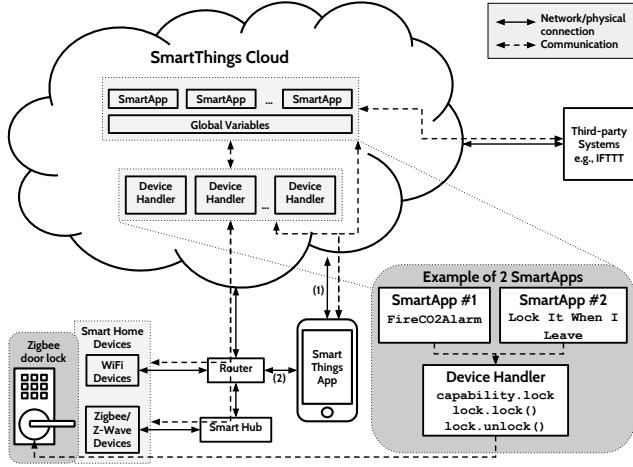 Network/physical
connection
Communication
SmartThings Cloud
SmartApp SmartApp ... SmartApp
Global Variables
Third-party
Systems
e.g., IFTTT
Device
Handler
Device
Handler
...
Device
Handler
(1)
Example of 2 SmartApps
SmartApp #1
FireCO2Alarm
SmartApp #2
Lock It When I
Leave
Zigbee
door lock
Smart Home
Devices
WiFi
Devices
Router
(2)
Smart
Things
App
Device Handler
capability.lock
lock.lock()
lock.unlock()
Zigbee/
Z-Wave
Devices
Smart Hub